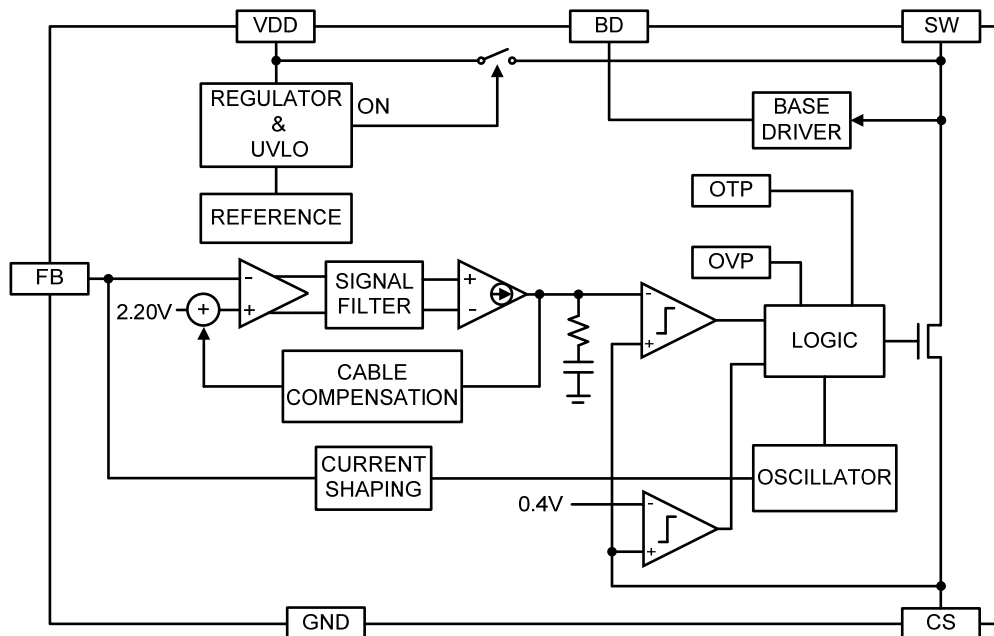 VDD
BD
SW
REGULATOR
&
UVLO
ON
BASE
DRIVER
REFERENCE
OTP
OVP
FB
2.20V
+
-
+
SIGNAL
FILTER
+
-
-
+
LOGIC
CABLE
COMPENSATION
CURRENT
SHAPING
OSCILLATOR
0.4V
-
+
GND
CS